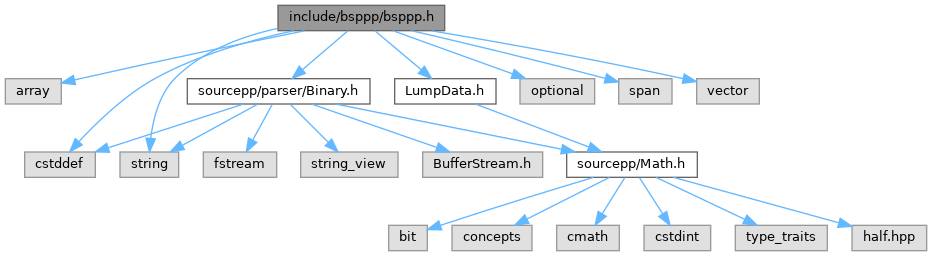 include/bsppp/bsppp.h
array
sourcepp/parser/Binary.h
LumpData.h
optional
span
vector
cstddef
string
fstream
string_view
BufferStream.h
sourcepp/Math.h
bit
concepts
cmath
cstdint
type_traits
half.hpp